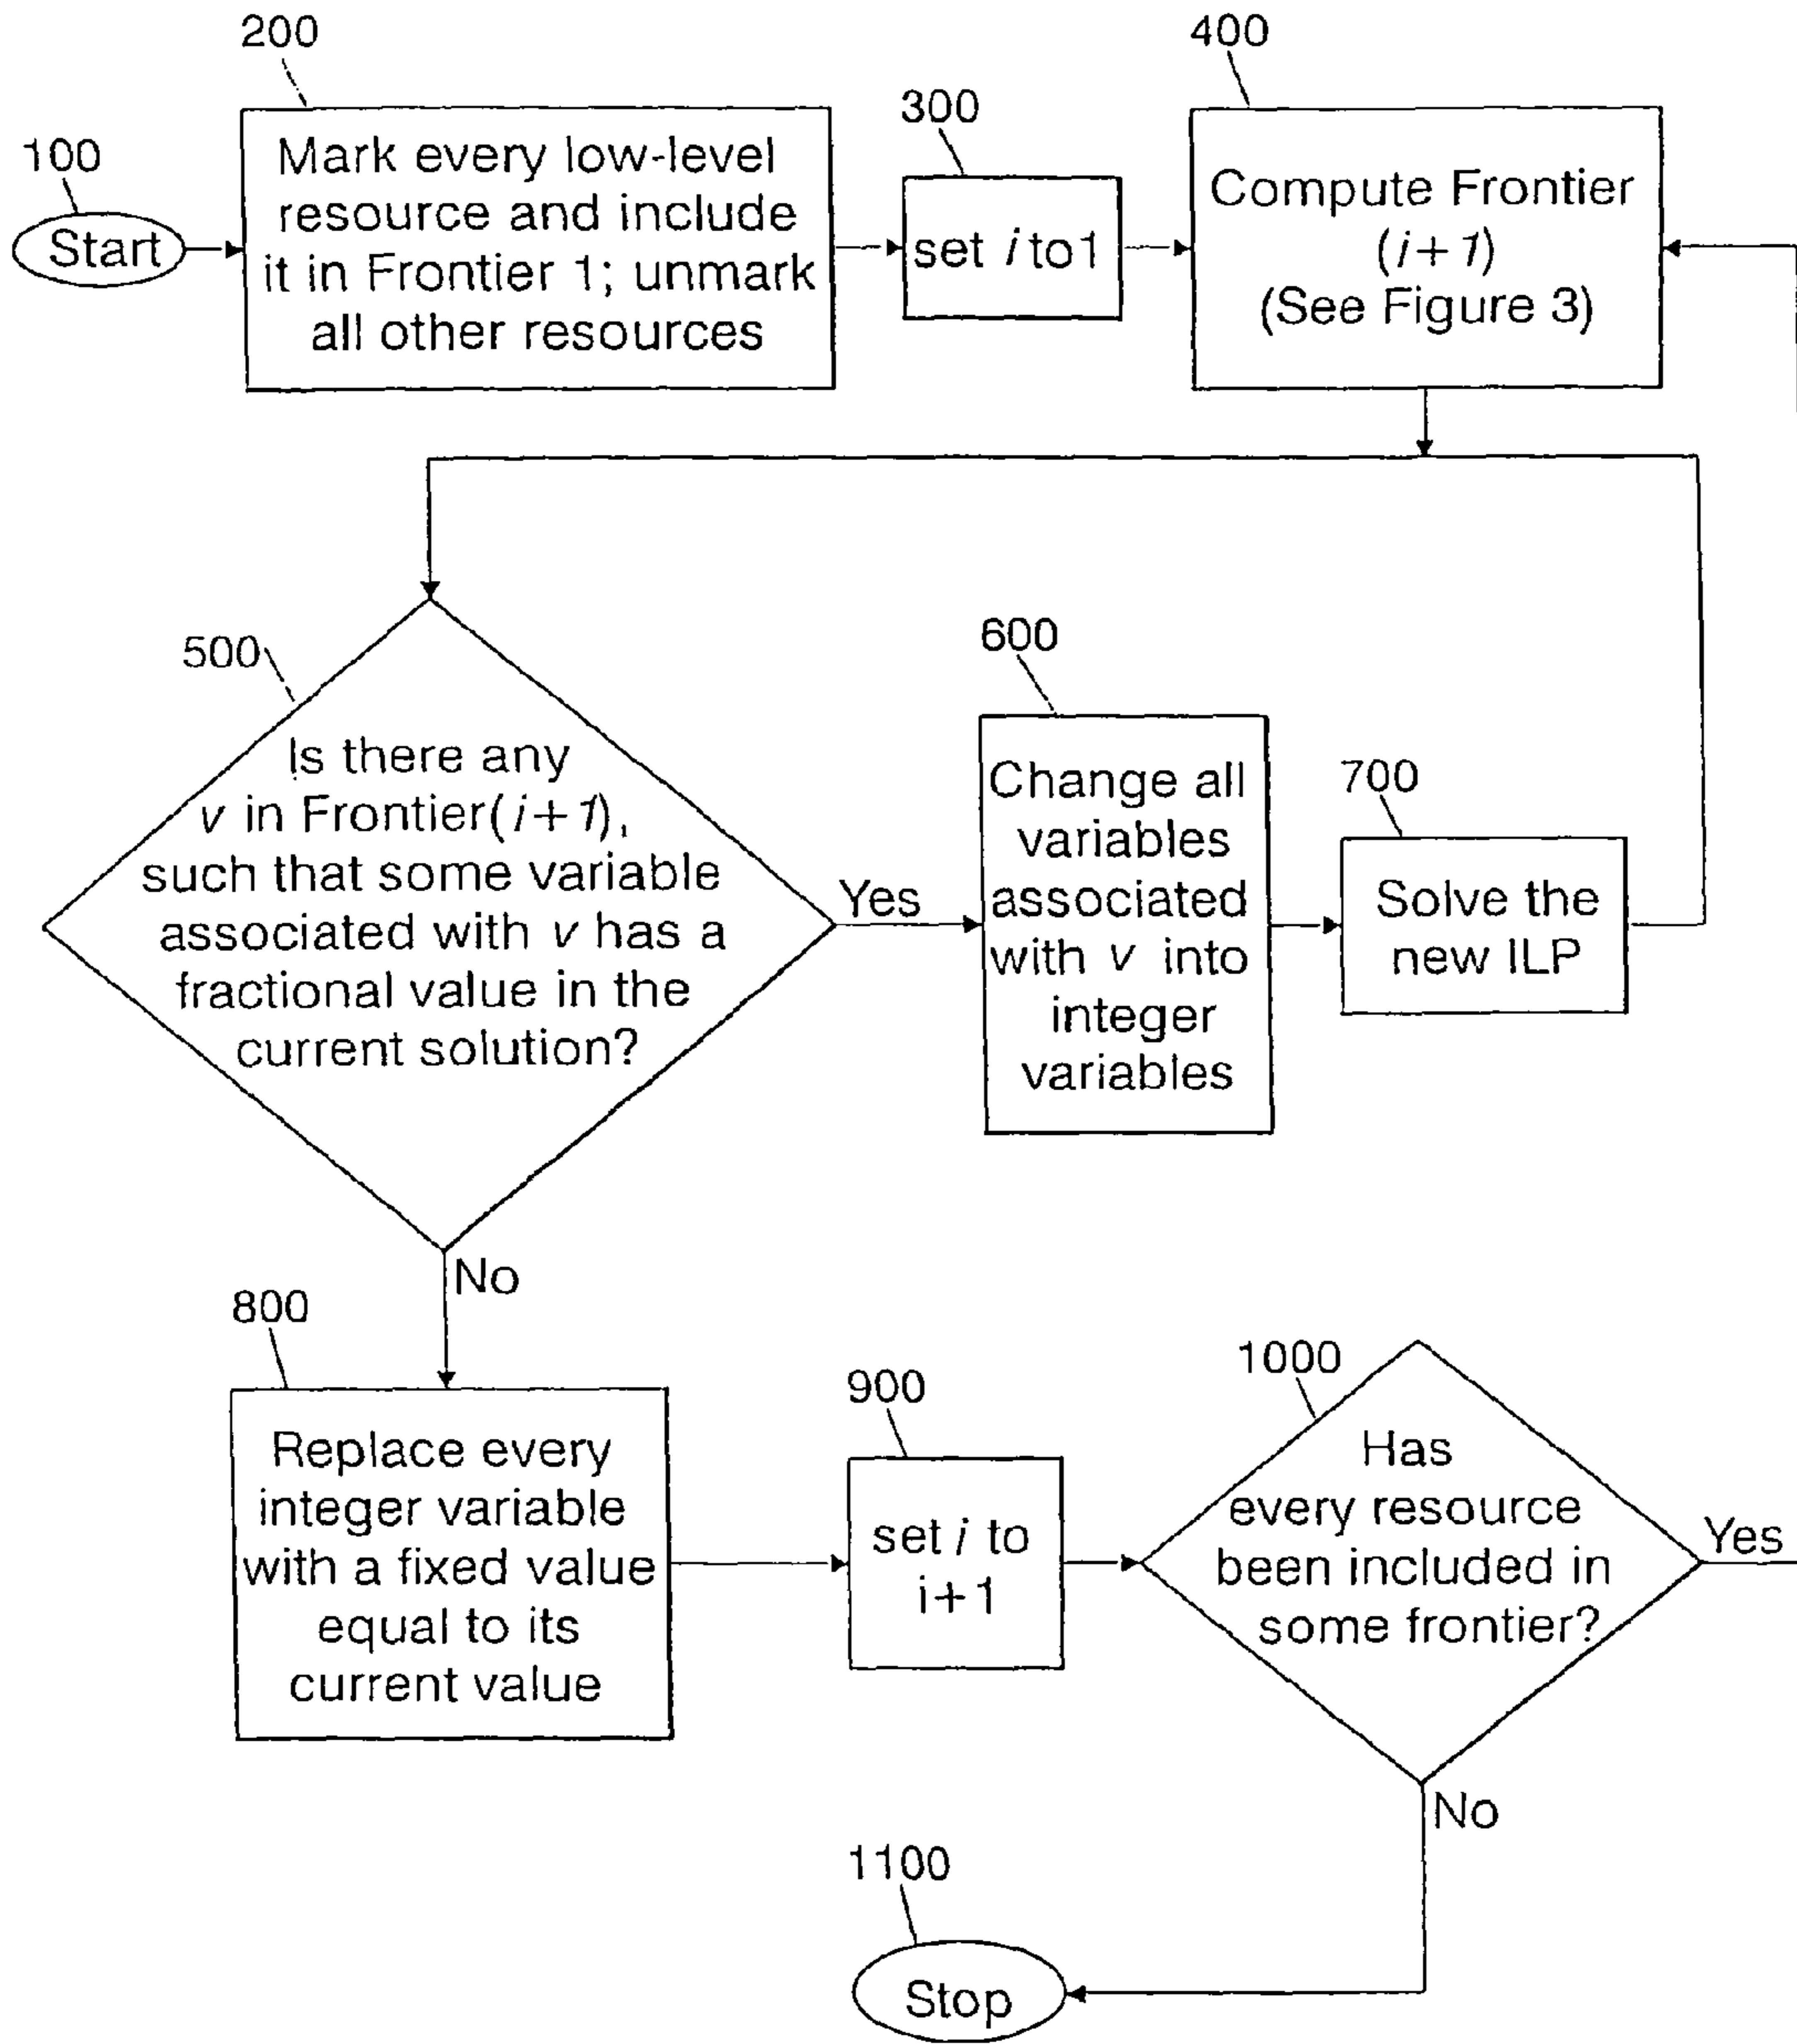 100
Start
200
Mark every low-level
resource and include
it in Frontier 1; unmark
all other resources
300
set i to1
400
Compute Frontier
(i+1)
(See Figure 3)
500
Is there any
v in Frontier(i+1),
such that some variable
associated with v has a
fractional value in the
current solution?
Yes
600
Change all
variables
associated
with v into
integer
variables
700
Solve the
new ILP
No
800
Replace every
integer variable
with a fixed value
equal to its
current value
900
set i to
i+1
1000
Has
every resource
been included in
some frontier?
Yes
No
1100
Stop